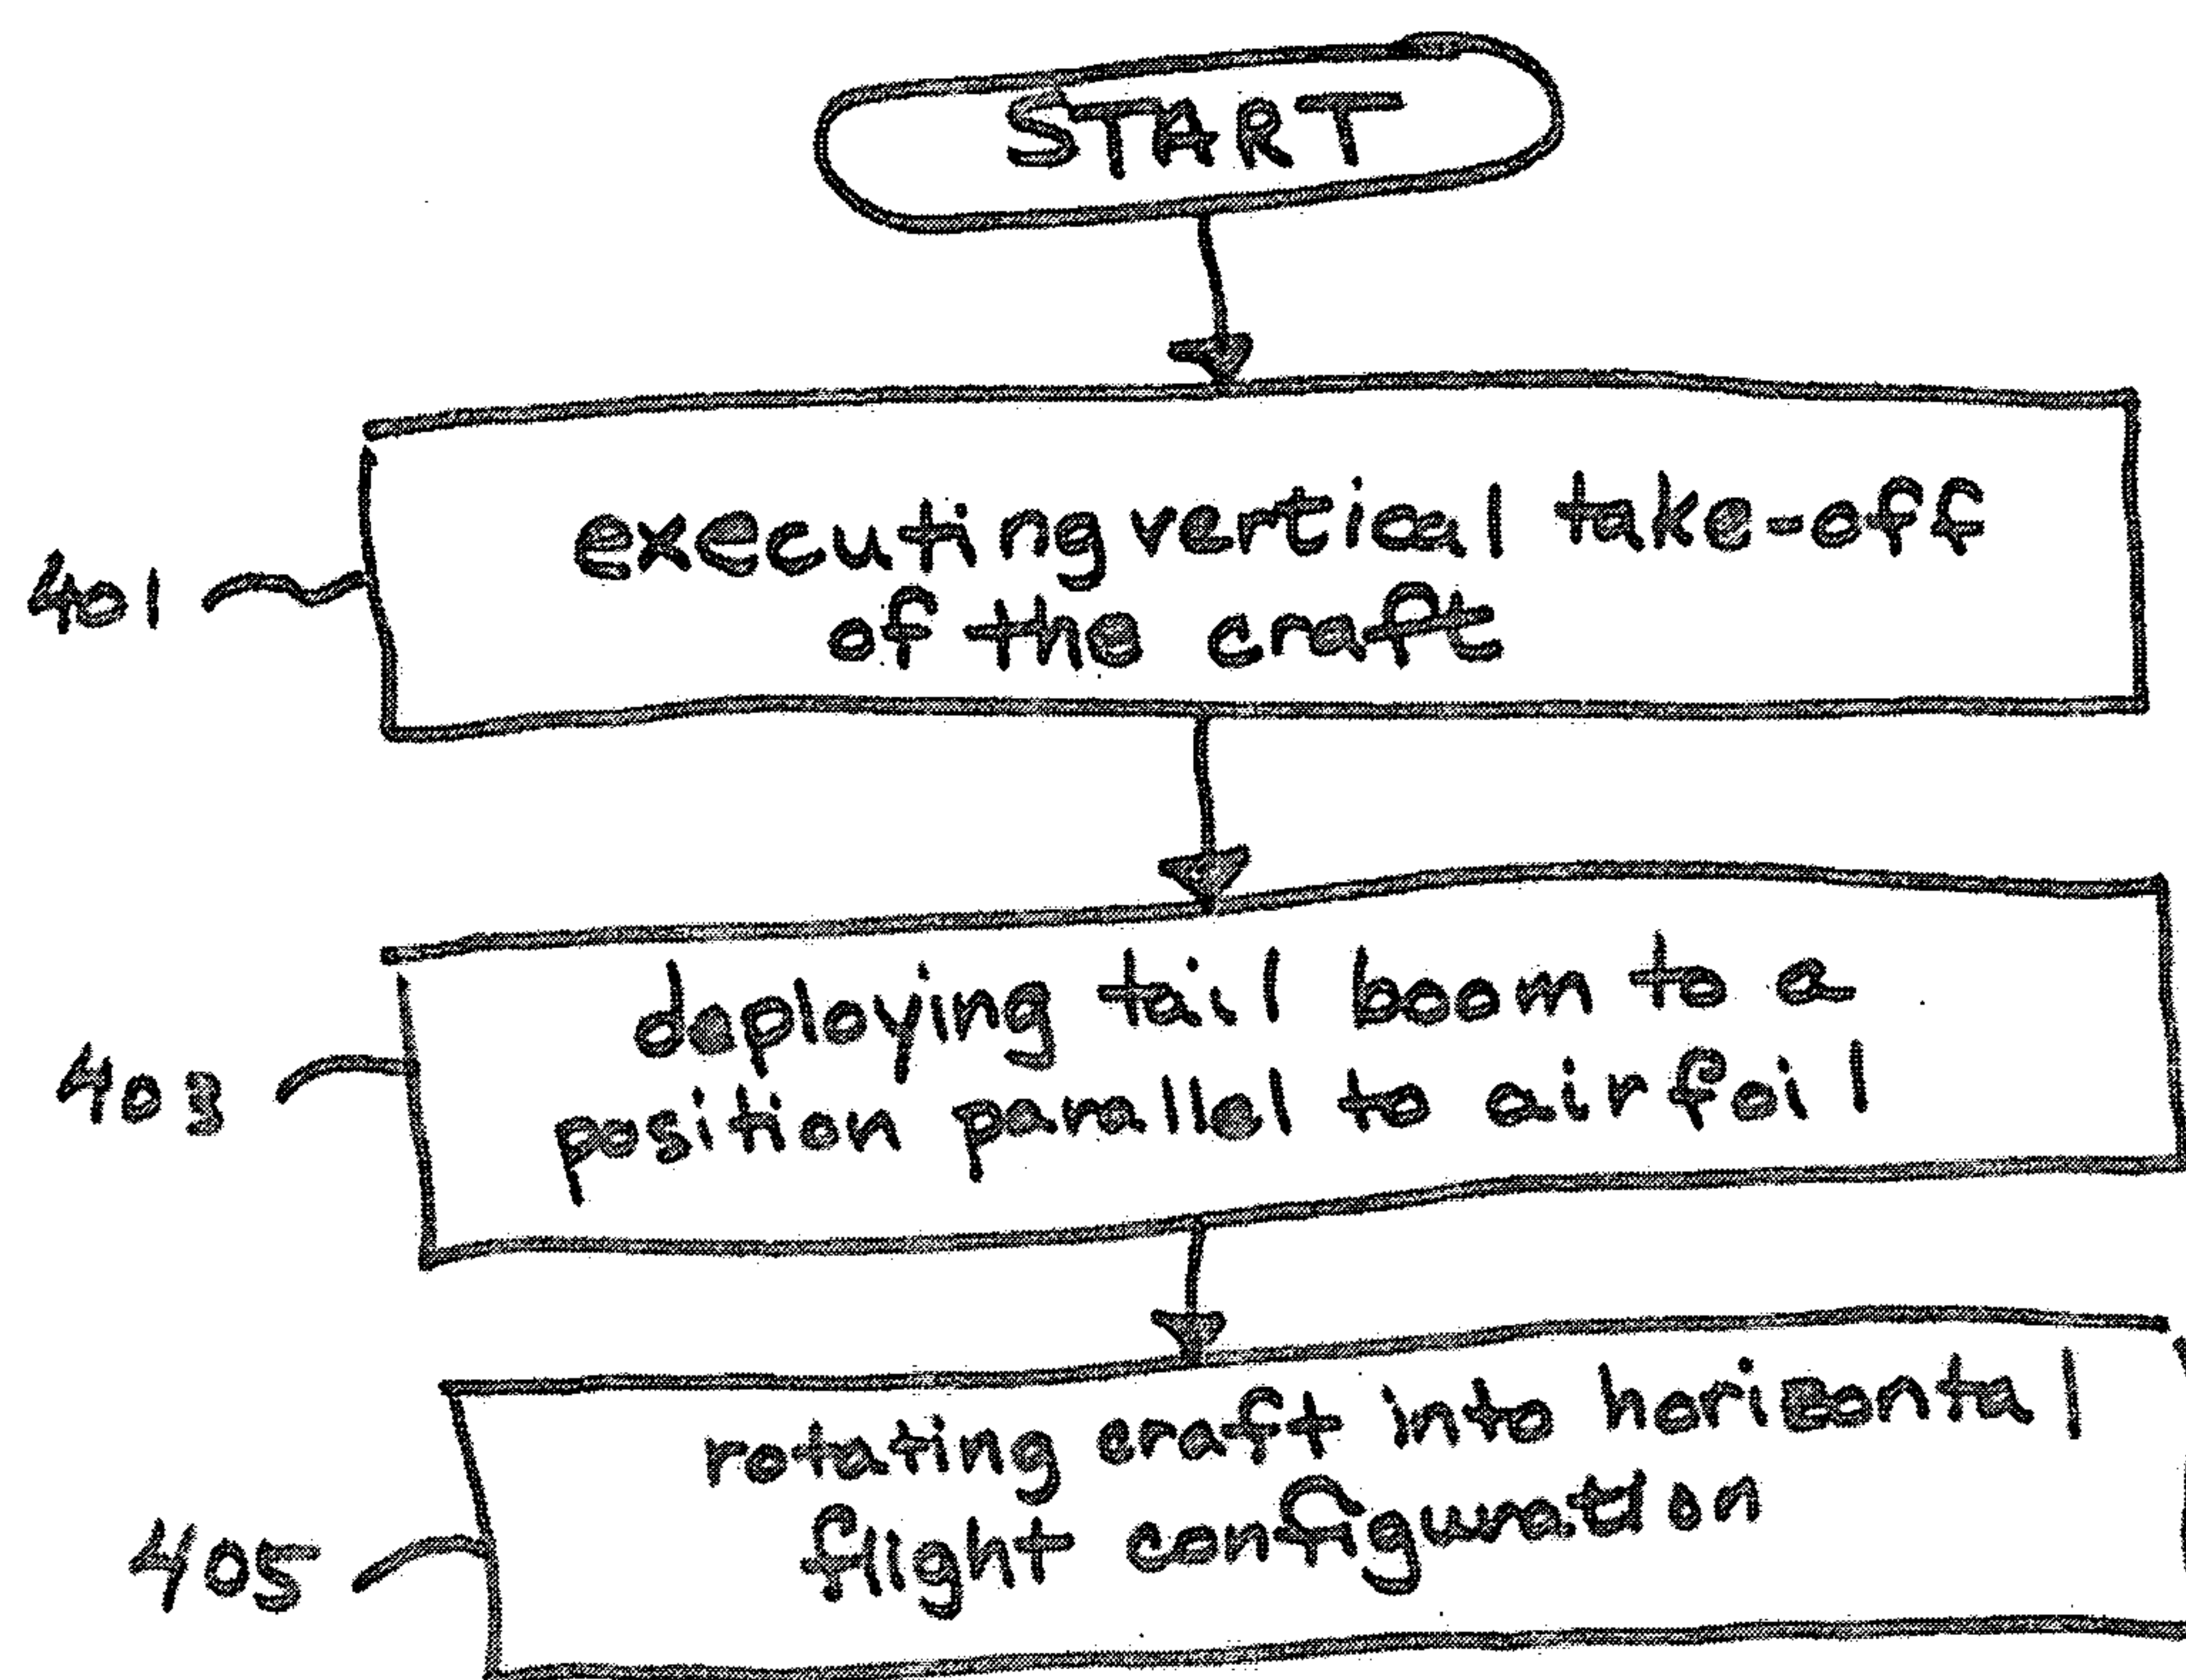 START
executing vertical take-off
401
of the craft
deploying tail boom to a
403
position parallel to airfoil
rotating craft into horizontal
405
flight configuration